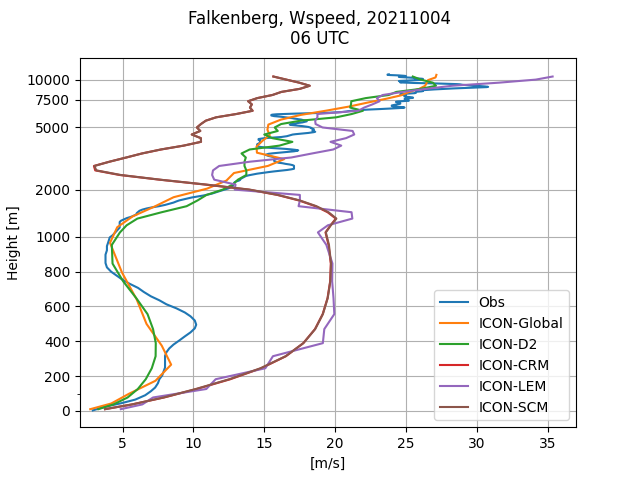 Falkenberg, Wspeed, 20211004
06 UTC
Height [m]
10000
7500
5000
2000
1000
800
600
400
200
0
5
10
15
20
25
30
35
[m/s]
Obs
ICON-Global
ICON-D2
ICON-CRM
ICON-LEM
ICON-SCM